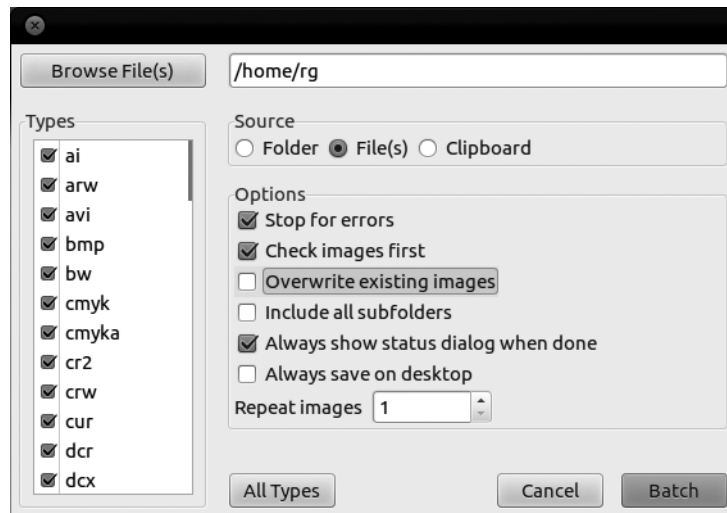 Browse File(s)
/home/rg
Types
ai
arw
avi
bmp
bw
cmyk
cmyka
cr2
crw
cur
dcr
dcx
Source
Folder File(s) Clipboard
Options
Stop for errors
Check images first
Overwrite existing images
Include all subfolders
Always show status dialog when done
Always save on desktop
Repeat images 1
All Types Cancel Batch